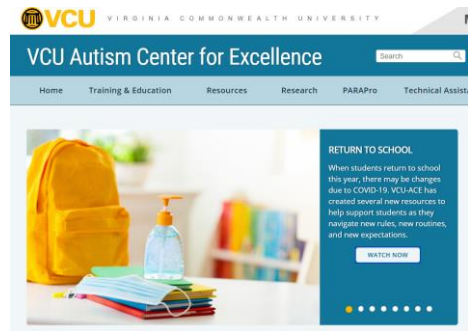 VCU VIRGINIA COMMONWEALTH UNIVERSITY
VCU Autism Center for Excellence
Search
Home Training & Education Resources Research PARAPro Technical Assist
RETURN TO SCHOOL
When students return to school
this year, there may be changes
due to COVID-19. VCU-ACE has
created several new resources to
help support students as they
navigate new rules, new routines,
and new expectations.
WATCH NOW